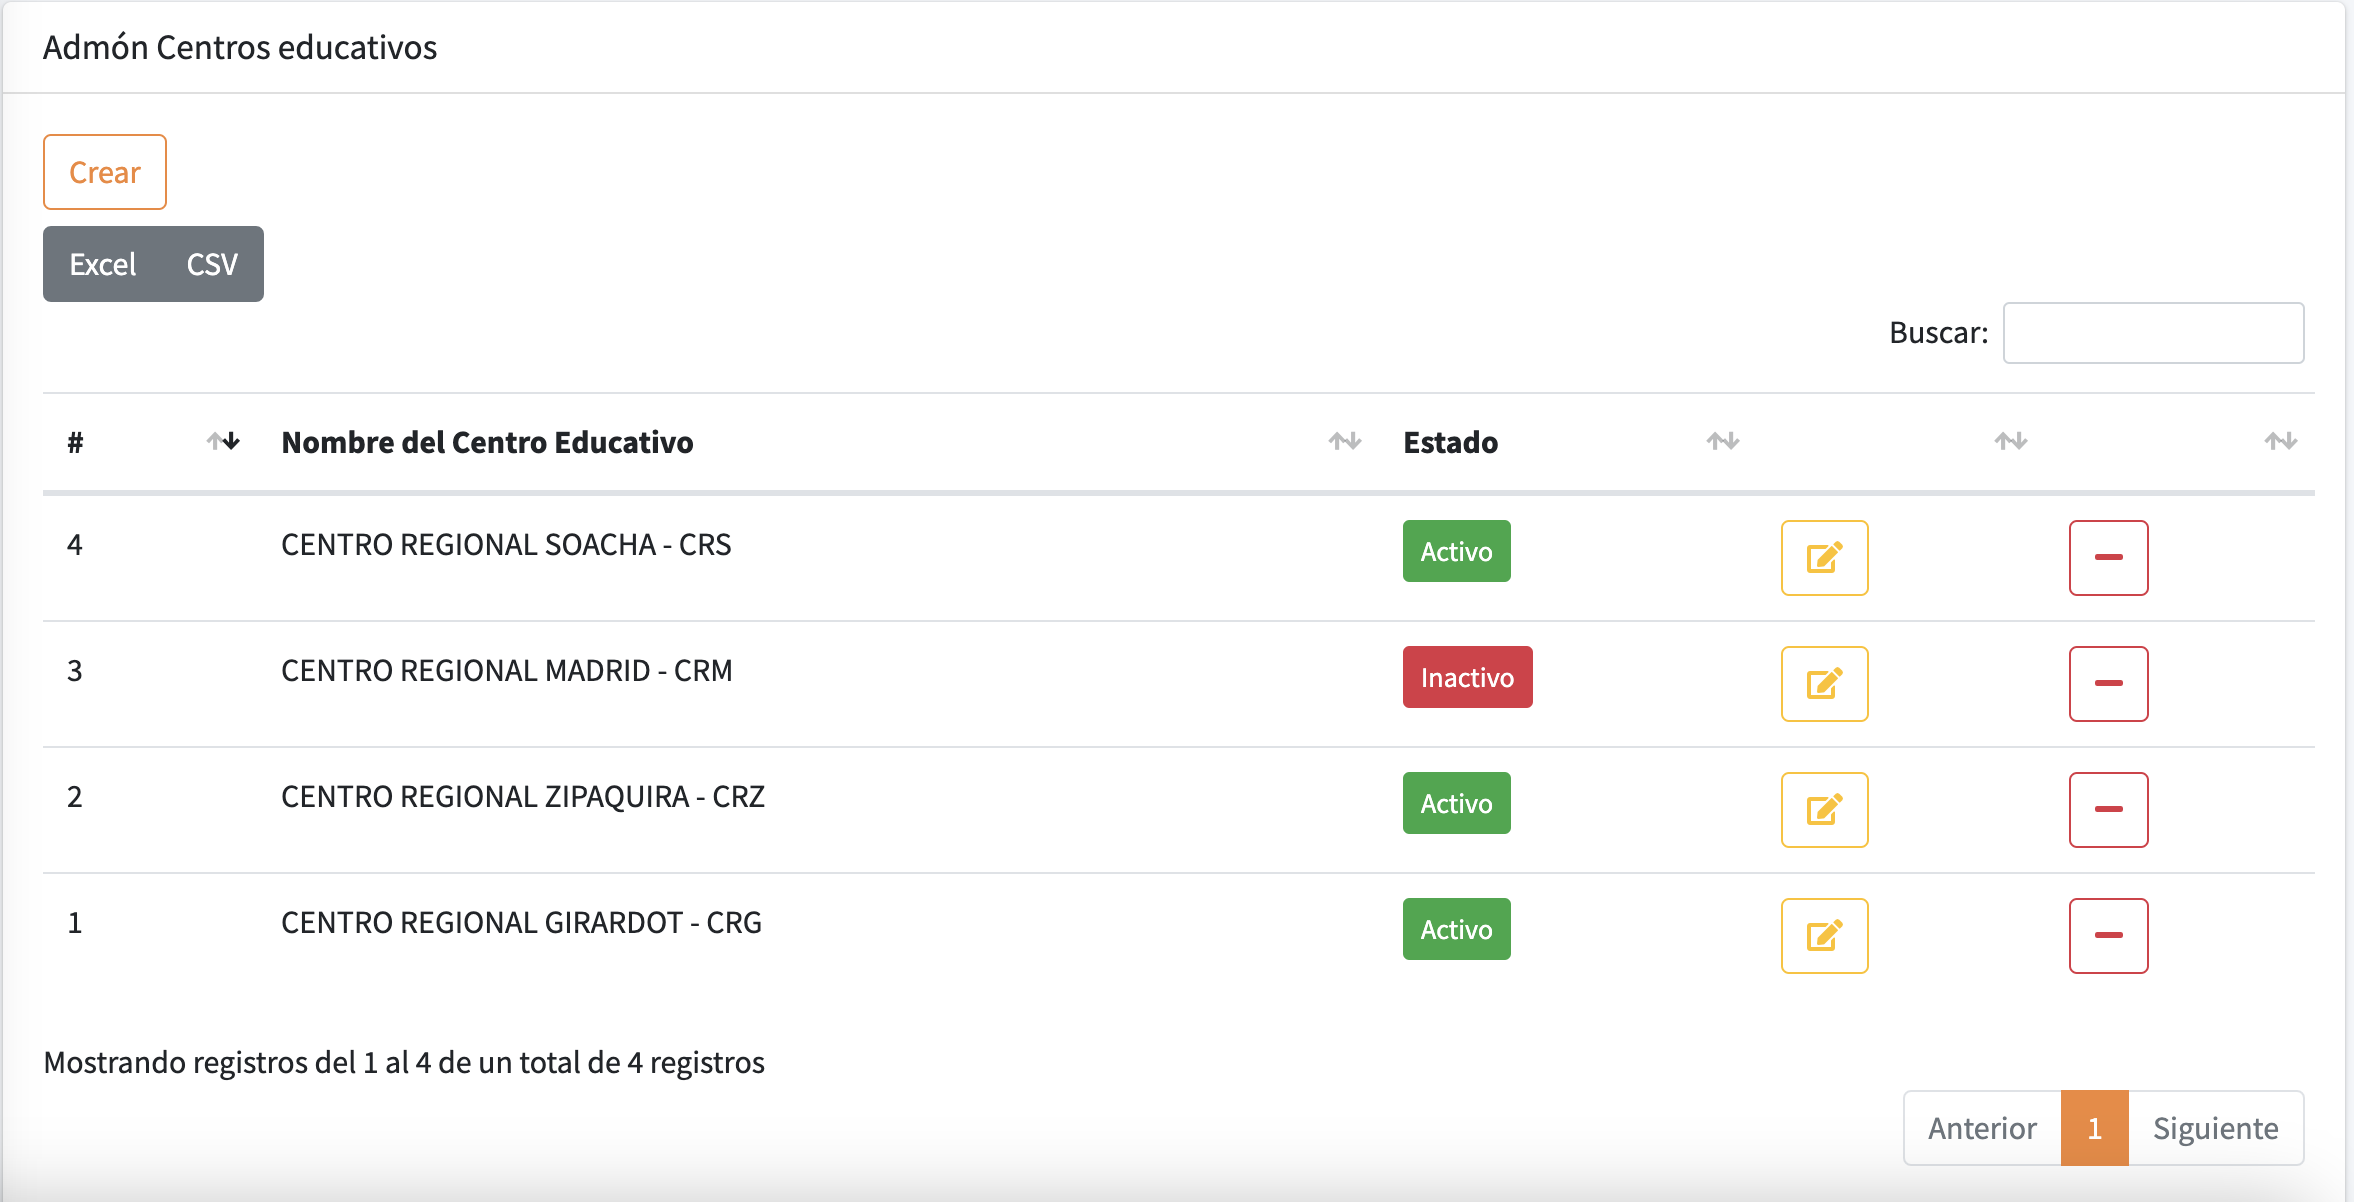 Admón Centros educativos
Crear
Excel CSV
Buscar:
# Nombre del Centro Educativo Estado
4 CENTRO REGIONAL SOACHA - CRS Activo
3 CENTRO REGIONAL MADRID - CRM Inactivo
2 CENTRO REGIONAL ZIPAQUIRA - CRZ Activo
1 CENTRO REGIONAL GIRARDOT - CRG Activo
Mostrando registros del 1 al 4 de un total de 4 registros
Anterior 1 Siguiente